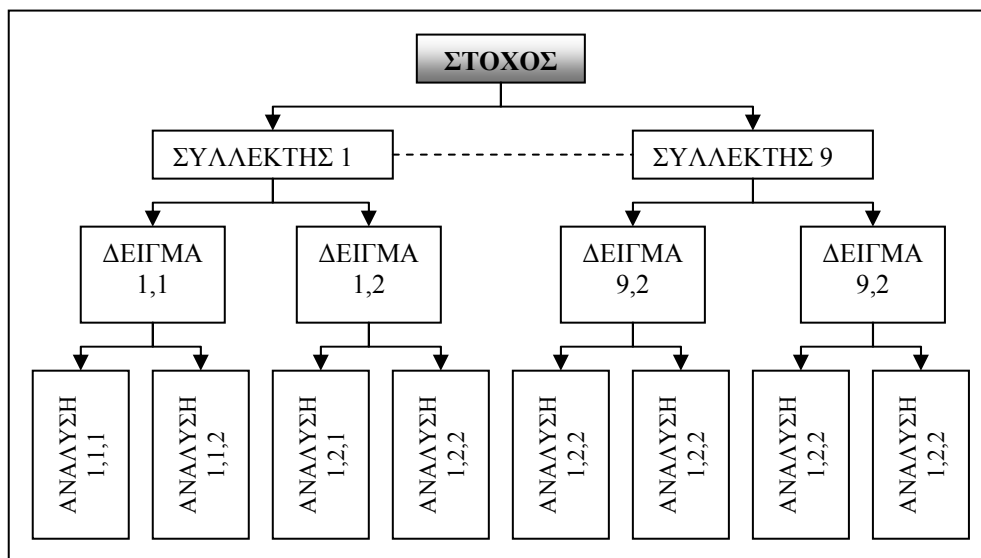 ΣΤΟΧΟΣ
ΣΥΛΛΕΚΤΗΣ 1
ΣΥΛΛΕΚΤΗΣ 9
ΔΕΙΓΜΑ
1,1
ΔΕΙΓΜΑ
1,2
ΔΕΙΓΜΑ
9,2
ΔΕΙΓΜΑ
9,2
ΑΝΑΛΥΣΗ
1,1,1
ΑΝΑΛΥΣΗ
1,1,2
ΑΝΑΛΥΣΗ
1,2,1
ΑΝΑΛΥΣΗ
1,2,2
ΑΝΑΛΥΣΗ
1,2,2
ΑΝΑΛΥΣΗ
1,2,2
ΑΝΑΛΥΣΗ
1,2,2
ΑΝΑΛΥΣΗ
1,2,2